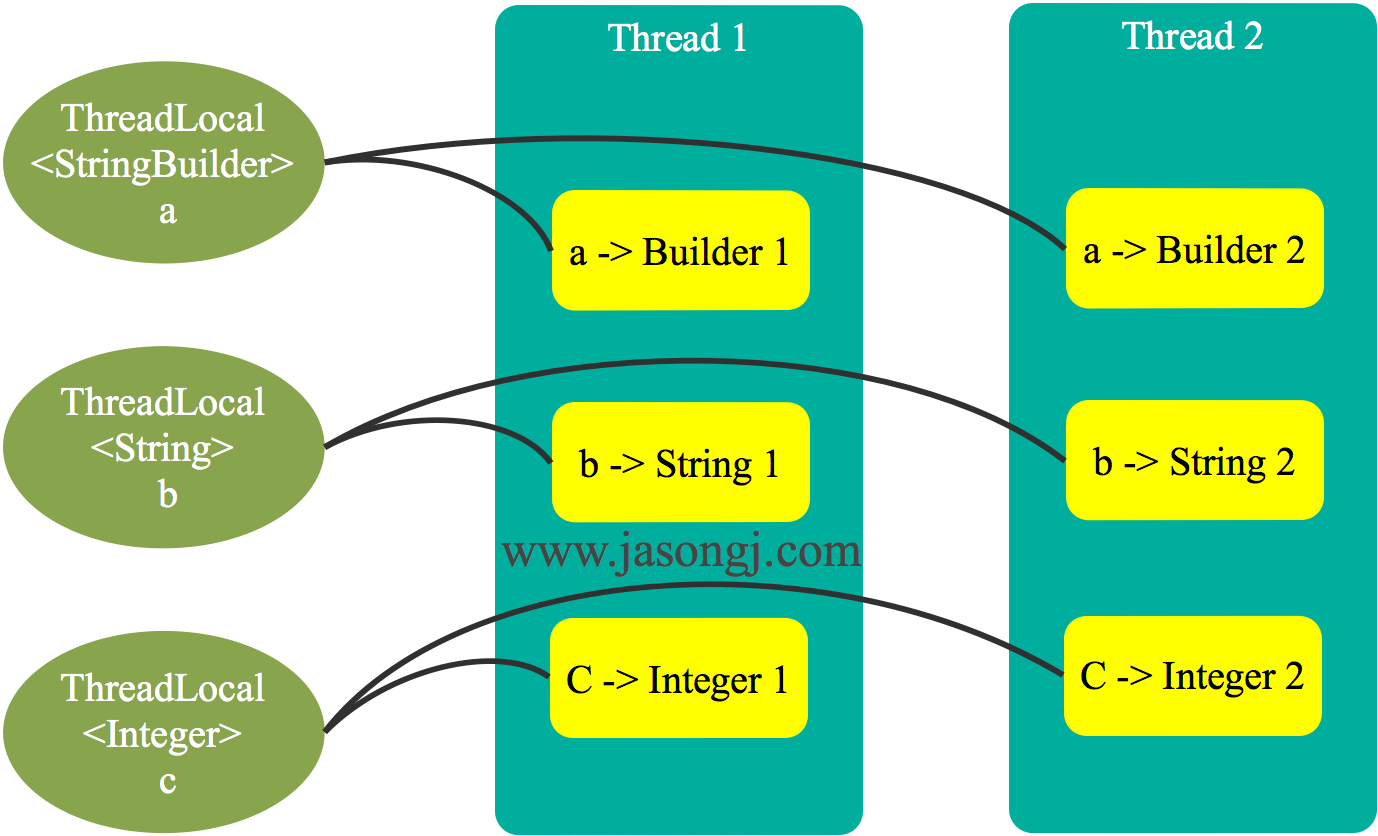 ThreadLocal
<StringBuilder>
a
ThreadLocal
<String>
b
ThreadLocal
<Integer>
c
Thread 1
a -> Builder 1
b -> String 1
www.jasongj.com
C -> Integer 1
Thread 2
a -> Builder 2
b -> String 2
C -> Integer 2